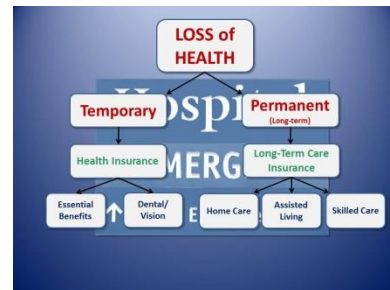 LOSS of
HEALTH
Temporary
Permanent
(Long-term)
Health Insurance
Long-Term Care
Insurance
Essential
Benefits
Dental/
Vision
Home Care
Assisted
Living
Skilled Care